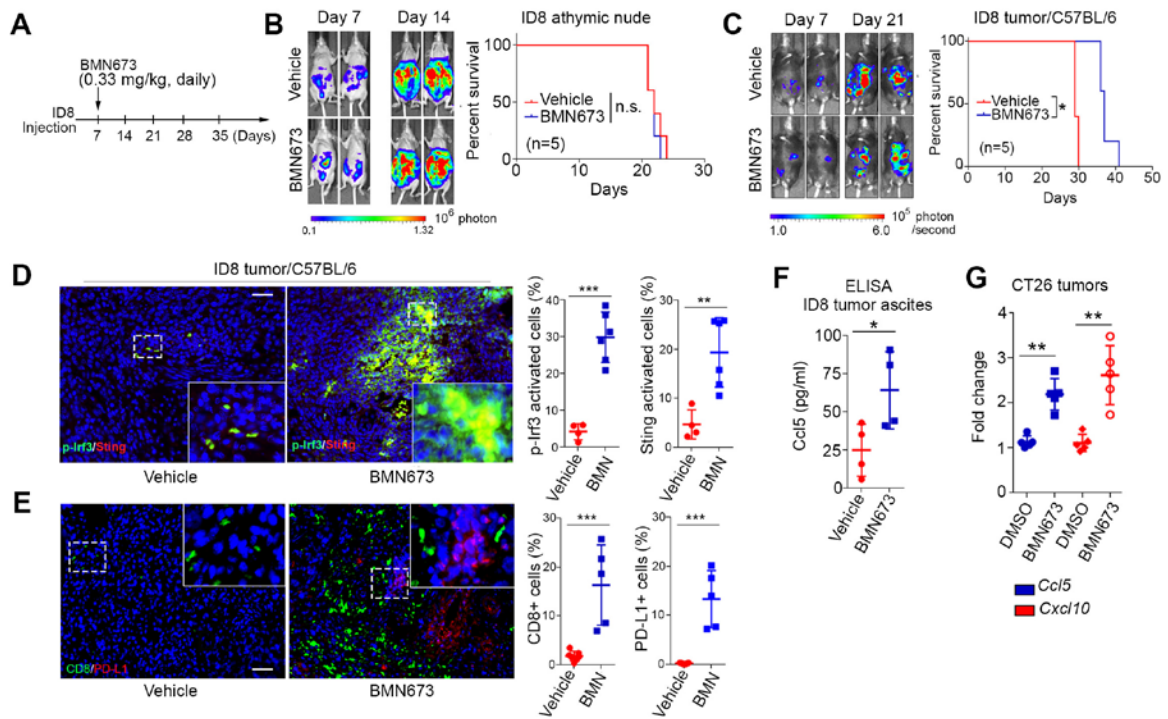 A
BMN673
(0.33 mg/kg, daily)
ID8
Injection
7 14 21 28 35 (Days)
B
Day 7 Day 14
Vehicle
BMN673
10⁶ photon
0.1 1.32
ID8 athymic nude
Percent survival
100
50
0
Vehicle
BMN673
n.s.
(n=5)
0 10 20 30
Days
C
Day 7 Day 21
Vehicle
BMN673
10⁵ photon
/second
1.0 6.0
ID8 tumor/C57BL/6
Percent survival
100
50
0
Vehicle
BMN673
*
(n=5)
0 10 20 30 40 50
Days
D
ID8 tumor/C57BL/6
p-Irf3/Sting
Vehicle
p-Irf3/Sting
BMN673
p-Irf3 activated cells (%)
40
30
20
10
0
***
Vehicle
BMN
Sting activated cells (%)
40
30
20
10
0
**
Vehicle
BMN
E
CD8/PD-L1
Vehicle
BMN673
CD8+ cells (%)
30
20
10
0
***
Vehicle
BMN
PD-L1+ cells (%)
30
20
10
0
***
Vehicle
BMN
F
ELISA
ID8 tumor ascites
Ccl5 (pg/ml)
100
75
50
25
0
*
Vehicle
BMN673
G
CT26 tumors
Fold change
4
3
2
1
0
**
**
DMSO
BMN673
DMSO
BMN673
Ccl5
Cxcl10